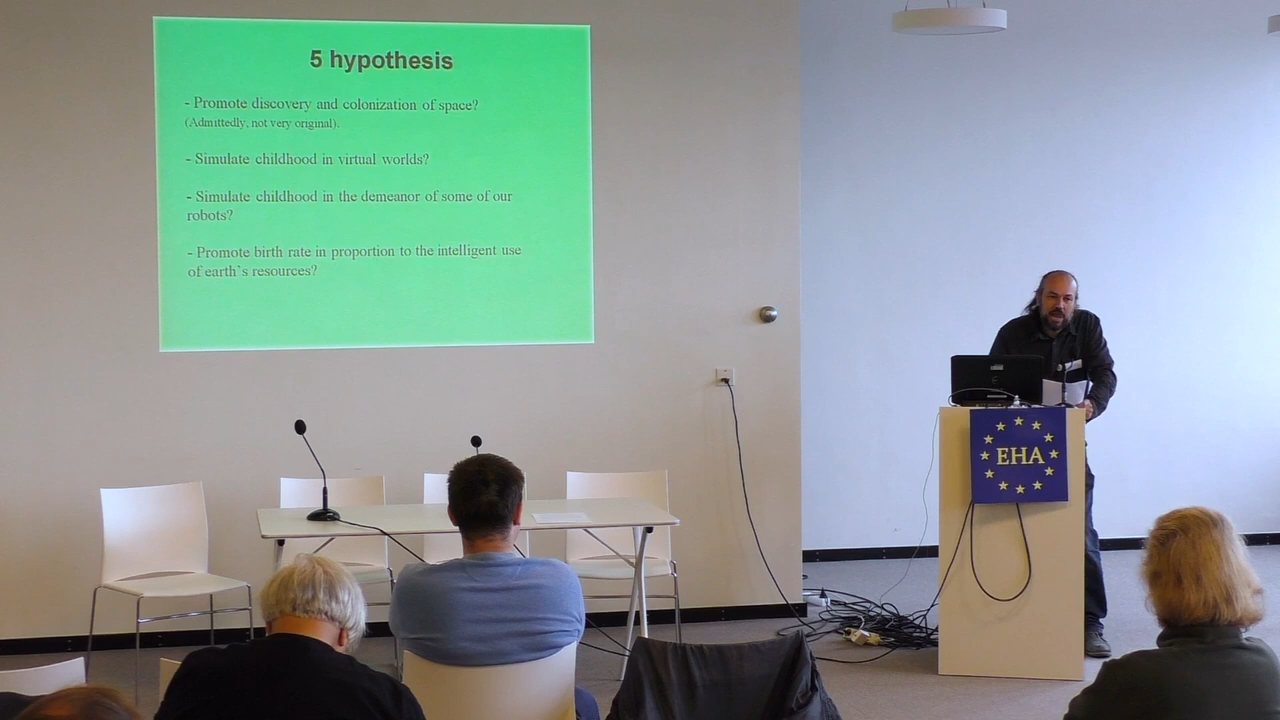 5 hypothesis
- Promote discovery and colonization of space?
(Admittedly, not very original).
- Simulate childhood in virtual worlds?
- Simulate childhood in the demeanor of some of our
robots?
- Promote birth rate in proportion to the intelligent use
of earth's resources?
EHA